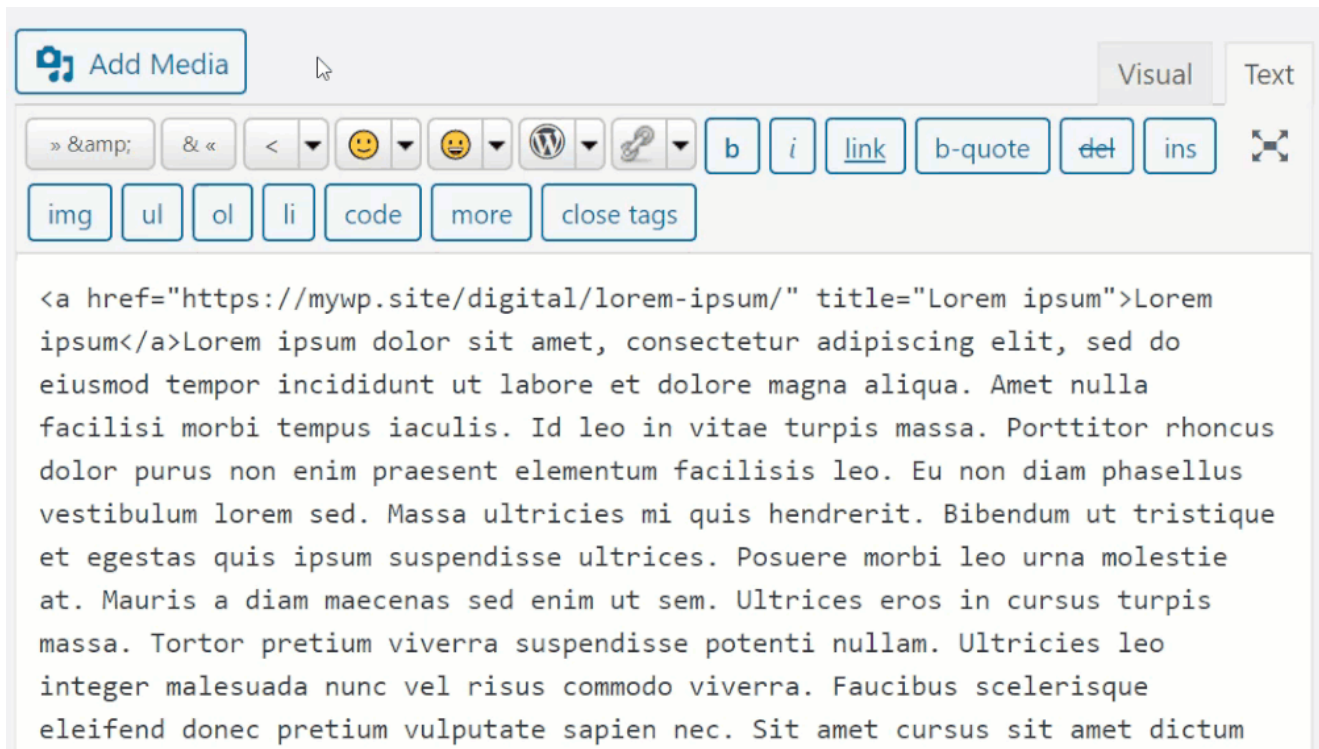 Add Media
Visual Text
» &amp; & « < b i link b-quote del ins
img ul ol li code more close tags
<a href="https://mywp.site/digital/lorem-ipsum/" title="Lorem ipsum">Lorem
ipsum</a>Lorem ipsum dolor sit amet, consectetur adipiscing elit, sed do
eiusmod tempor incididunt ut labore et dolore magna aliqua. Amet nulla
facilisi morbi tempus iaculis. Id leo in vitae turpis massa. Porttitor rhoncus
dolor purus non enim praesent elementum facilisis leo. Eu non diam phasellus
vestibulum lorem sed. Massa ultricies mi quis hendrerit. Bibendum ut tristique
et egestas quis ipsum suspendisse ultrices. Posuere morbi leo urna molestie
at. Mauris a diam maecenas sed enim ut sem. Ultrices eros in cursus turpis
massa. Tortor pretium viverra suspendisse potenti nullam. Ultricies leo
integer malesuada nunc vel risus commodo viverra. Faucibus scelerisque
eleifend donec pretium vulputate sapien nec. Sit amet cursus sit amet dictum